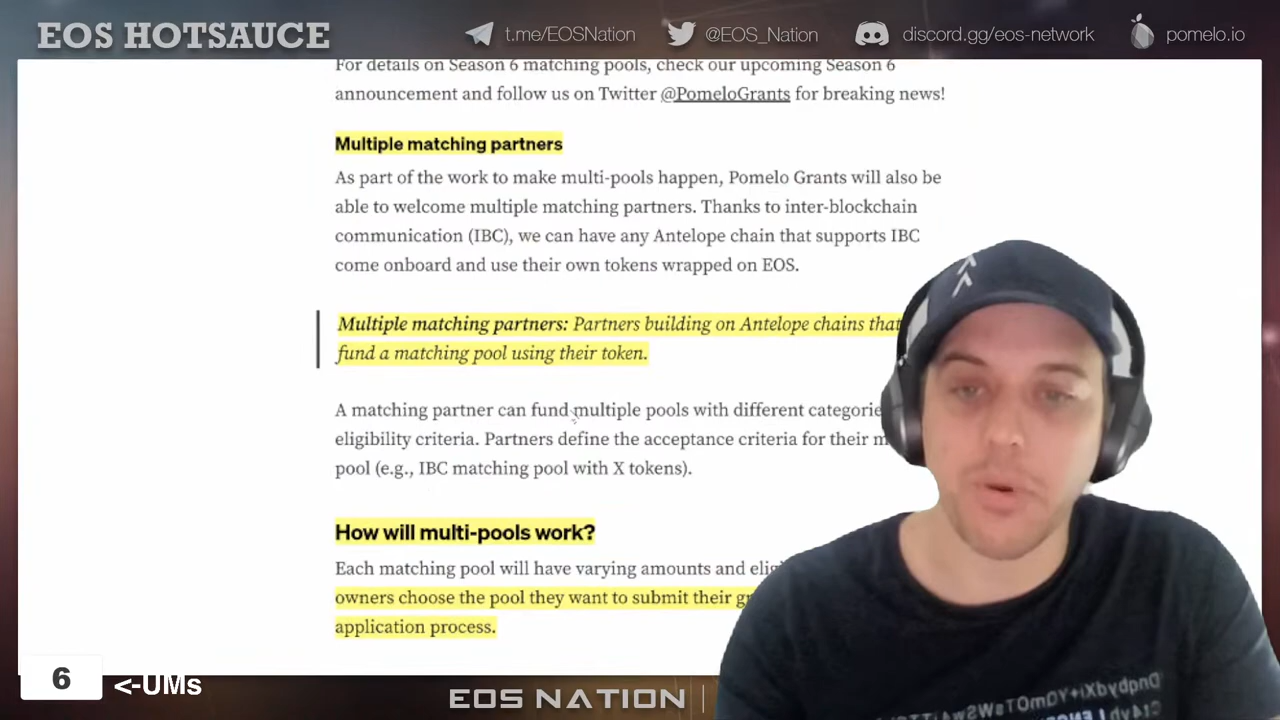 EOS HOTSAUCE
t.me/EOSNation
@EOS_Nation
discord.gg/eos-network
pomelo.io
For details on Season 6 matching pools, check our upcoming Season 6
announcement and follow us on Twitter @PomeloGrants for breaking news!
Multiple matching partners
As part of the work to make multi-pools happen, Pomelo Grants will also be
able to welcome multiple matching partners. Thanks to inter-blockchain
communication (IBC), we can have any Antelope chain that supports IBC
come onboard and use their own tokens wrapped on EOS.
Multiple matching partners: Partners building on Antelope chains that
fund a matching pool using their token.
A matching partner can fund multiple pools with different categorie
eligibility criteria. Partners define the acceptance criteria for their m
pool (e.g., IBC matching pool with X tokens).
How will multi-pools work?
Each matching pool will have varying amounts and elig
owners choose the pool they want to submit their gr
application process.
6 <-UMs
EOS NATION |